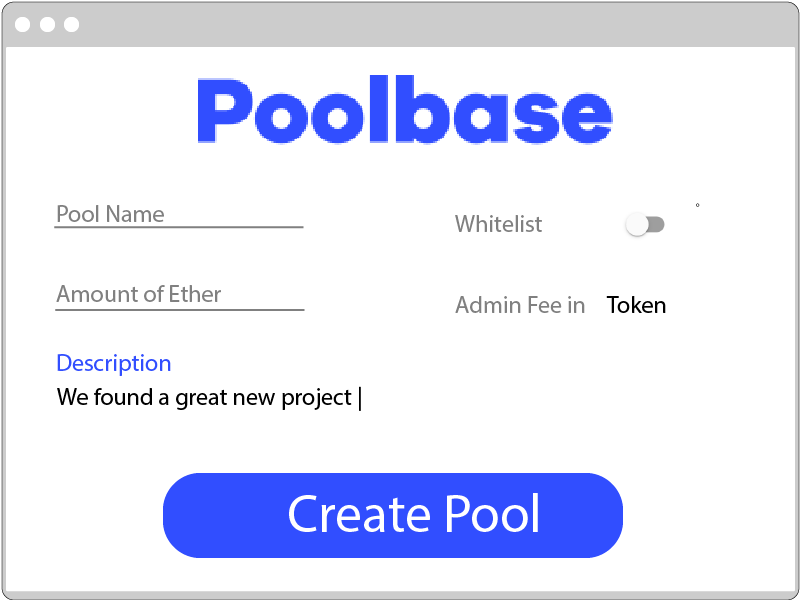 Poolbase
Pool Name
Whitelist
Amount of Ether
Admin Fee in Token
Description
We found a great new project
Create Pool